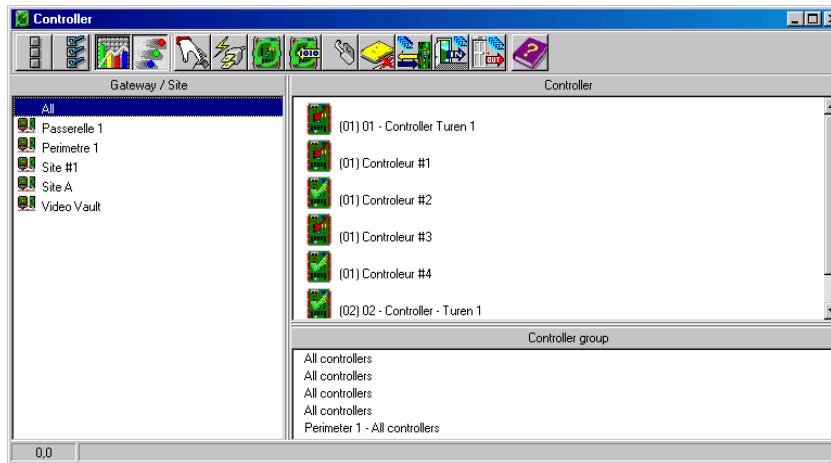 Controller
Gateway / Site
Controller
All
Passerelle 1
Perimetre 1
Site #1
Site A
Video Vault
(01) 01 - Controller Turen 1
(01) Controleur #1
(01) Controleur #2
(01) Controleur #3
(01) Controleur #4
(02) 02 - Controller - Turen 1
Controller group
All controllers
All controllers
All controllers
All controllers
Perimeter 1 - All controllers
0,0